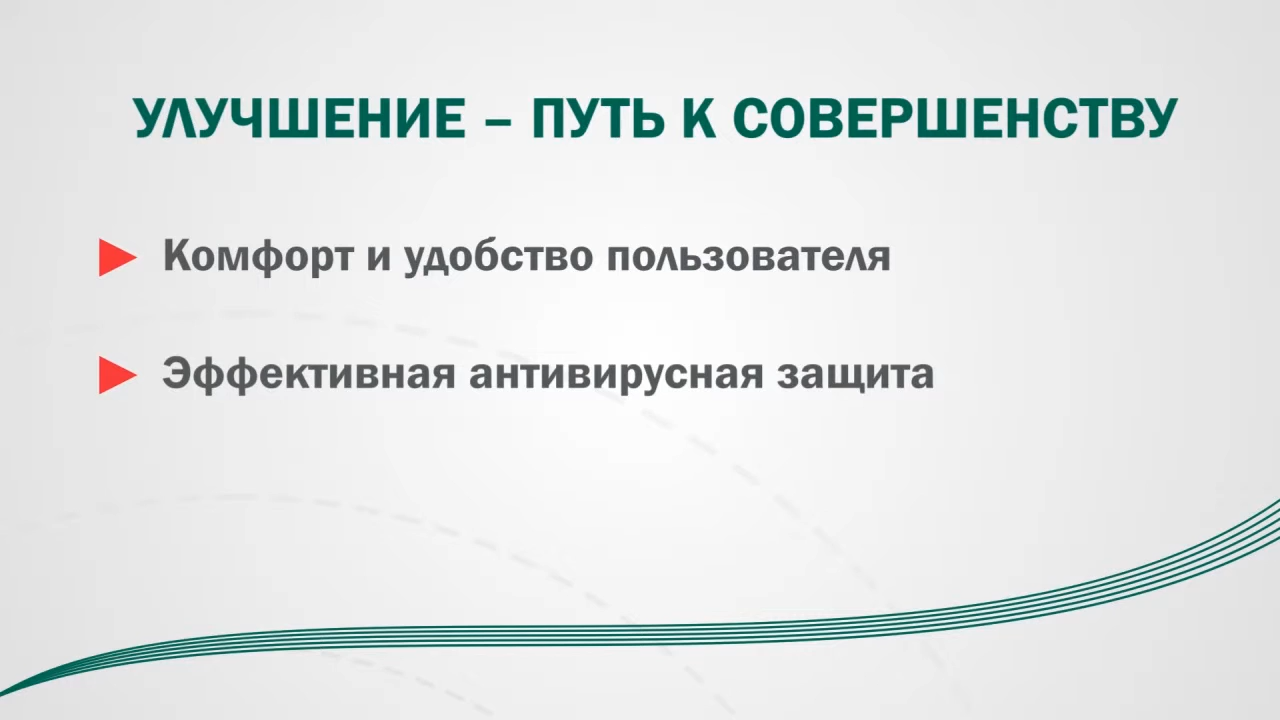 УЛУЧШЕНИЕ – ПУТЬ К СОВЕРШЕНСТВУ
Комфорт и удобство пользователя
Эффективная антивирусная защита